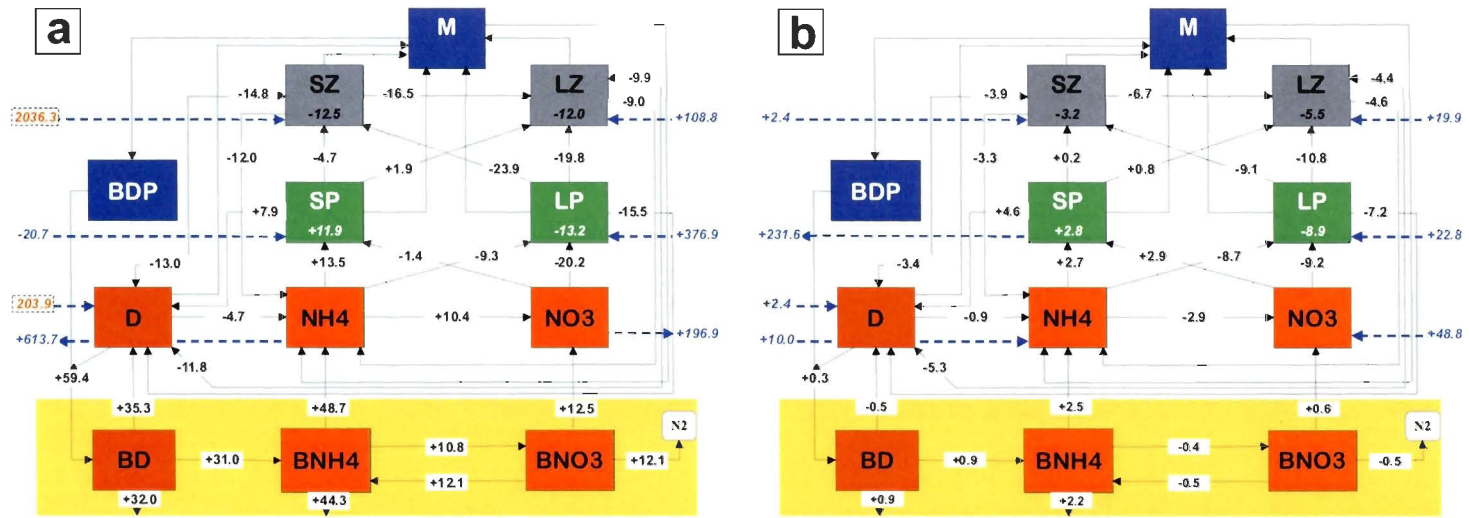 a
M
SZ
-12.5
LZ
-12.0
-9.9
-9.0
-14.8
-16.5
2036.3
+108.8
-12.0
-4.7
+1.9
-23.9
-19.8
BDP
SP
+11.9
LP
-13.2
-15.5
+7.9
-20.7
+376.9
-13.0
+13.5
-1.4
-9.3
-20.2
203.9
D
-4.7
NH4
+10.4
NO3
+613.7
+196.9
+59.4
-11.8
+35.3
+48.7
+12.5
N2
BD
+31.0
BNH4
+10.8
+12.1
BNO3
+12.1
+32.0
+44.3
b
M
SZ
-3.2
LZ
-5.5
-4.4
-4.6
-3.9
-6.7
+2.4
+19.9
-3.3
+0.2
+0.8
-9.1
-10.8
BDP
SP
+2.8
LP
-8.9
-7.2
+4.6
+231.6
+22.8
-3.4
+2.7
+2.9
-8.7
-9.2
+2.4
D
-0.9
NH4
-2.9
NO3
+10.0
+48.8
+0.3
-5.3
-0.5
+2.5
+0.6
N2
BD
+0.9
BNH4
-0.4
-0.5
BNO3
-0.5
+0.9
+2.2